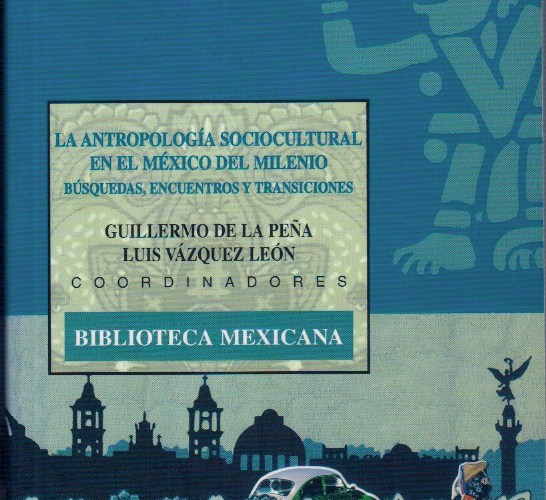 LA ANTROPOLOGÍA SOCIOCULTURAL
EN EL MÉXICO DEL MILENIO
BÚSQUEDAS, ENCUENTROS Y TRANSICIONES
GUILLERMO DE LA PEÑA
LUIS VÁZQUEZ LEÓN
COORDINADORES
BIBLIOTECA MEXICANA